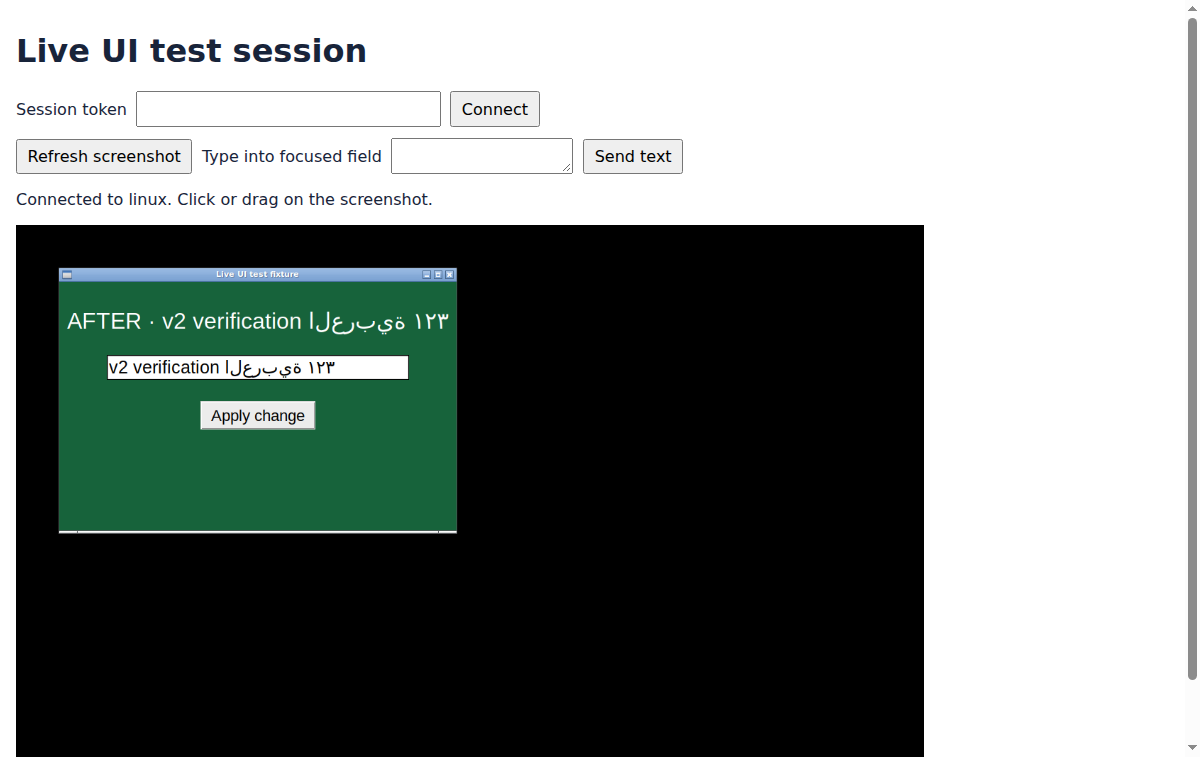 Live UI test session
Session token
Connect
Refresh screenshot
Type into focused field
Send text
Connected to linux. Click or drag on the screenshot.
Live UI test fixture
AFTER · v2 verification العربية ١٢٣
v2 verification العربية ١٢٣
Apply change